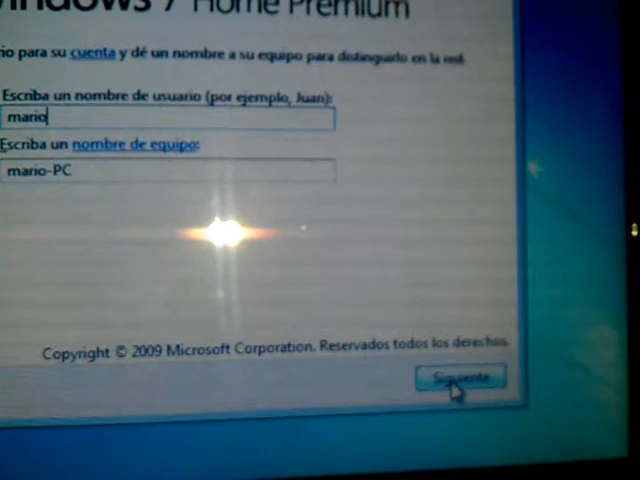 Windows 7 Home Premium
rio para su cuenta y dé un nombre a su equipo para distinguirlo en la red.
Escriba un nombre de usuario (por ejemplo, Juan):
mario
Escriba un nombre de equipo:
mario-PC
Copyright © 2009 Microsoft Corporation. Reservados todos los derechos.
Siguiente